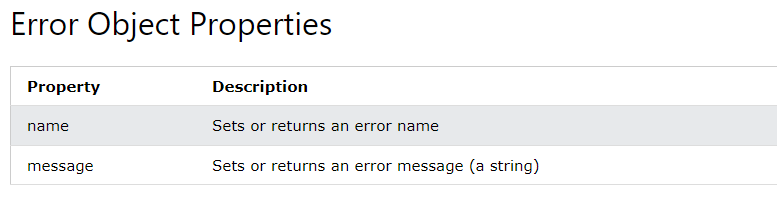 Error Object Properties
Property Description
name Sets or returns an error name
message Sets or returns an error message (a string)